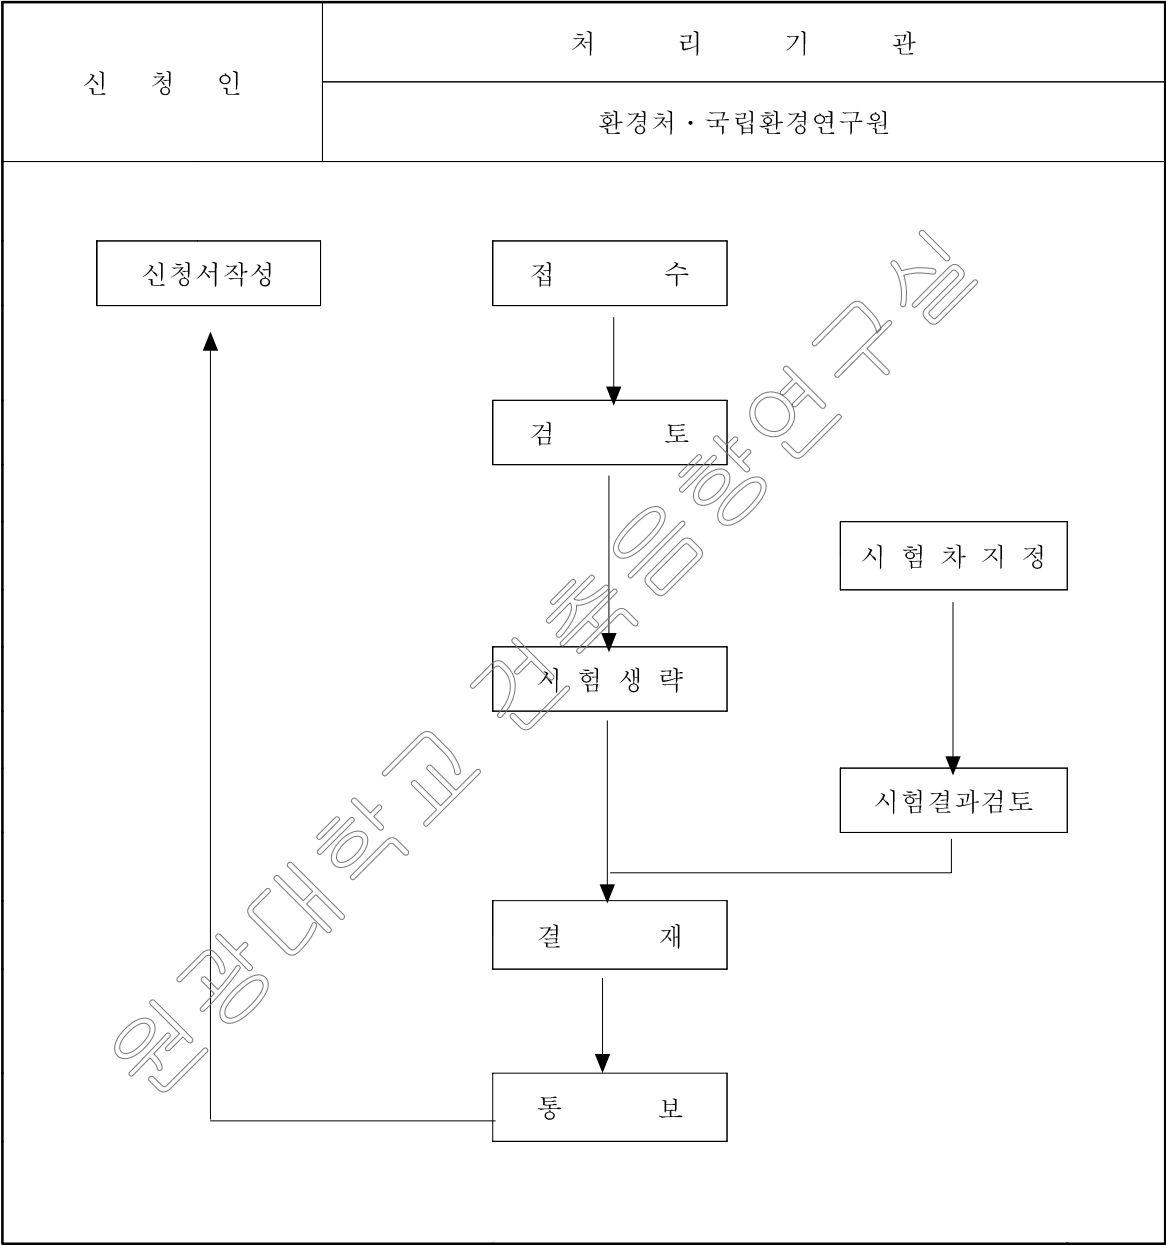 처 리 기 관
신 청 인
환경처·국립환경연구원
신청서작성
접 수
검 토
시 험 차 지 정
시 험 생 략
시험결과검토
결 재
통 보
원광대학교 건축음향연구실